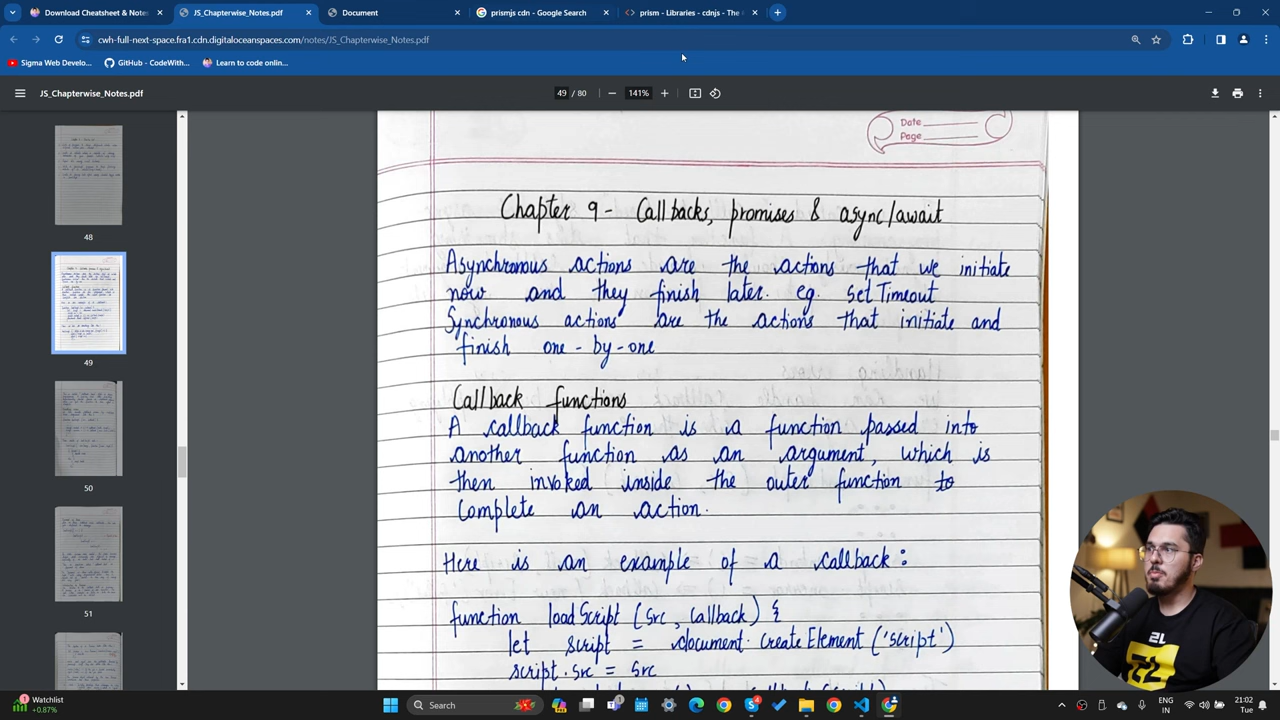 Download Cheatsheet & Notes
JS_Chapterwise_Notes.pdf
Document
prismjs cdn - Google Search
prism - Libraries - cdnjs - The
cwh-full-next-space.fra1.cdn.digitaloceanspaces.com/notes/JS_Chapterwise_Notes.pdf
Sigma Web Develo...
GitHub - CodeWith...
Learn to code onlin...
JS_Chapterwise_Notes.pdf
49 / 80
141%
48
49
50
51
Date
Page
Chapter 9 - Callbacks, promises & async/await
Asynchronous actions are the actions that we initiate
now and they finish later. eg. setTimeout
Synchronous actions are the actions that initiate and
finish one-by-one
Callback functions
A callback function is a function passed into
another function as an argument, which is
then invoked inside the outer function to
complete an action.
Here is an example of a callback:
function loadScript (src, callback) {
let script = document.createElement('script')
script.src = src
Watchlist
+0.87%
Search
ENG
IN
21:02
Tue